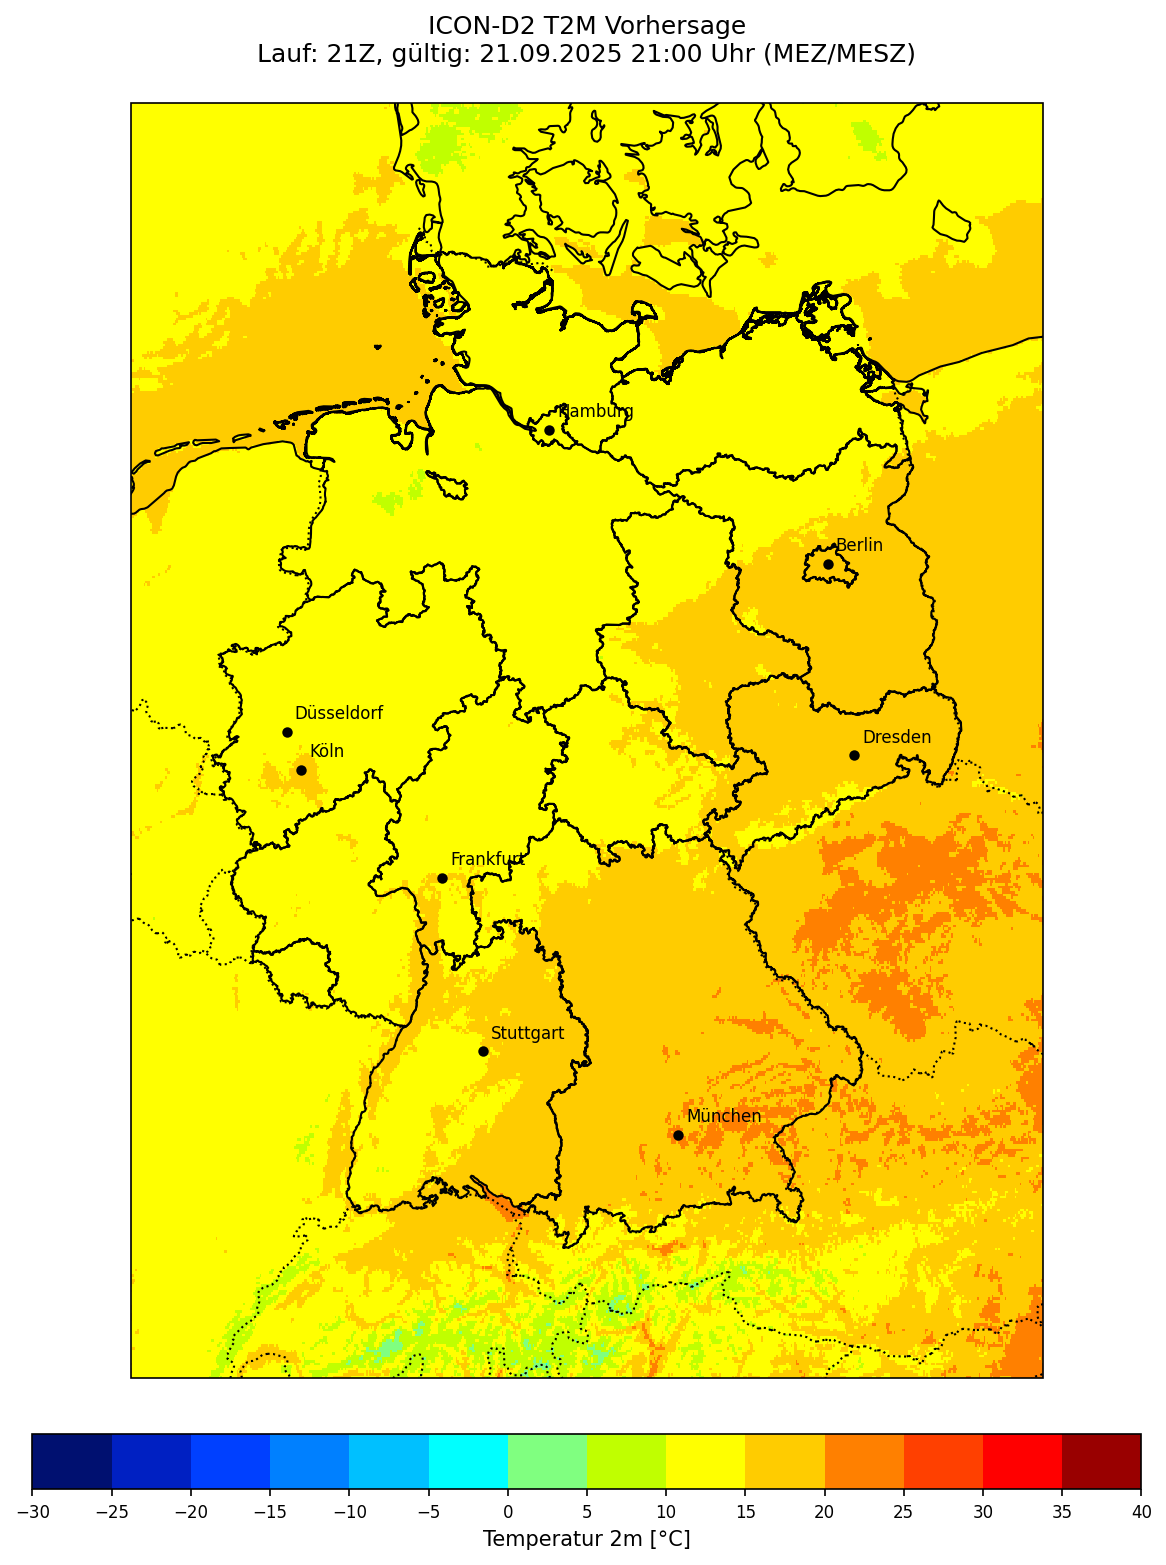 ICON-D2 T2M Vorhersage
Lauf: 21Z, gültig: 21.09.2025 21:00 Uhr (MEZ/MESZ)
Hamburg
Berlin
Düsseldorf
Dresden
Köln
Frankfurt
Stuttgart
München
−30 −25 −20 −15 −10 −5 0 5 10 15 20 25 30 35 40
Temperatur 2m [°C]